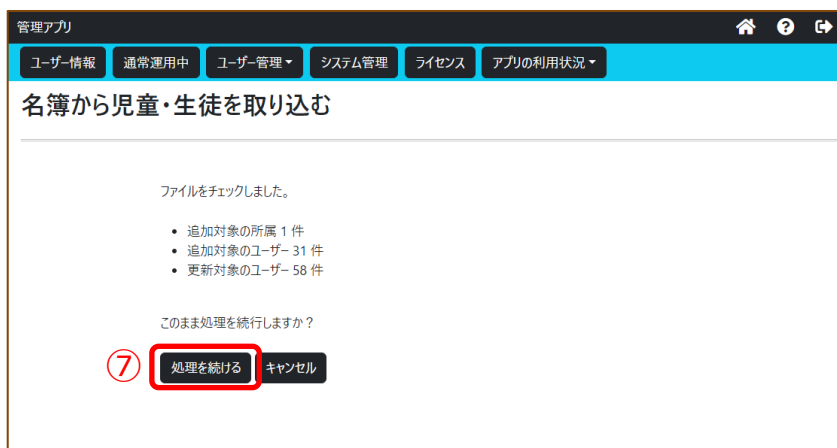 管理アプリ
ユーザー情報 通常運用中 ユーザー管理 システム管理 ライセンス アプリの利用状況
名簿から児童・生徒を取り込む
ファイルをチェックしました。
• 追加対象の所属 1 件
• 追加対象のユーザー 31 件
• 更新対象のユーザー 58 件
このまま処理を続行しますか？
⑦ 処理を続ける キャンセル